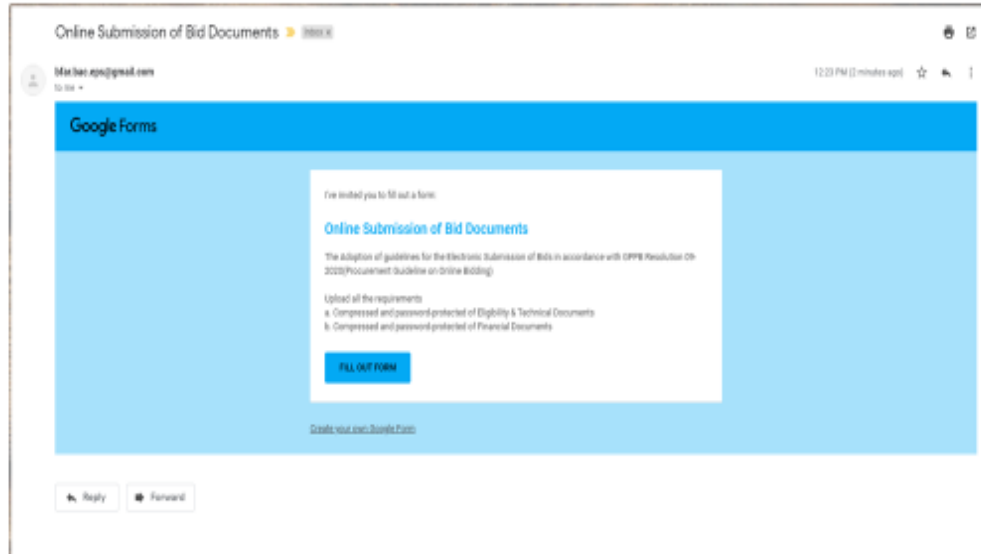 Online Submission of Bid Documents
Inbox x
bfar.bac.eps@gmail.com
12:23 PM (2 minutes ago)
to me
Google Forms
I've invited you to fill out a form:
Online Submission of Bid Documents
The Adoption of guidelines for the Electronic Submission of Bids in accordance with GPPB Resolution 09-
2020(Procurement Guideline on Online Bidding)
Upload all the requirements
a. Compressed and password-protected of Eligibility & Technical Documents
b. Compressed and password-protected of Financial Documents
FILL OUT FORM
Create your own Google Form
Reply
Forward